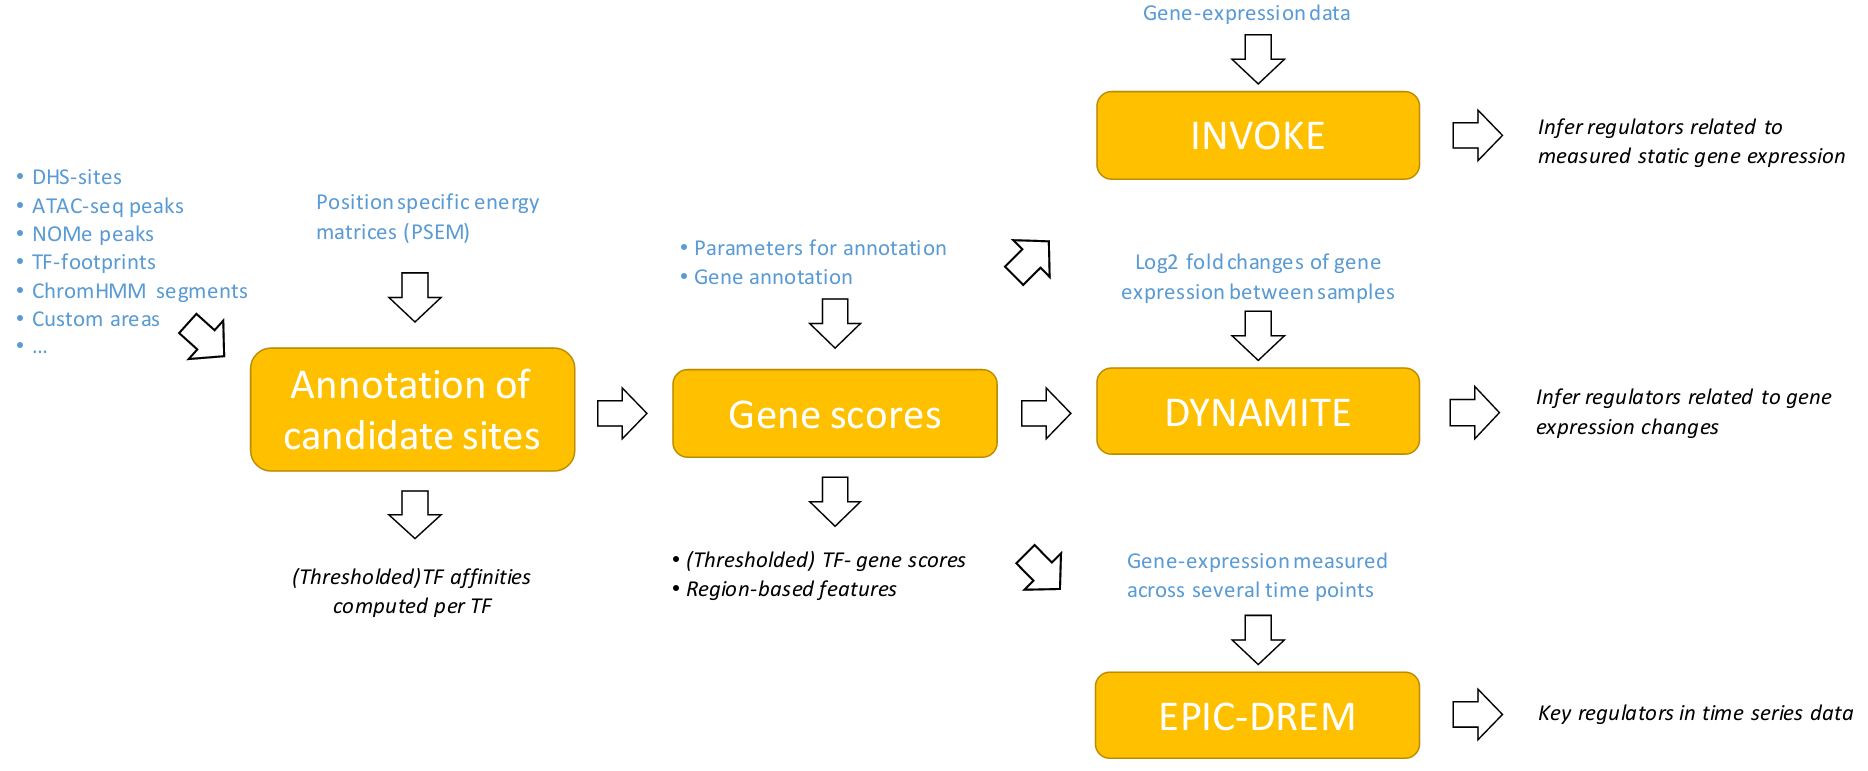 Gene-expression data
INVOKE
Infer regulators related to
measured static gene expression
• DHS-sites
• ATAC-seq peaks
• NOMe peaks
• TF-footprints
• ChromHMM segments
• Custom areas
• ...
Position specific energy
matrices (PSEM)
• Parameters for annotation
• Gene annotation
Log2 fold changes of gene
expression between samples
Annotation of
candidate sites
Gene scores
DYNAMITE
Infer regulators related to gene
expression changes
(Thresholded)TF affinities
computed per TF
• (Thresholded) TF- gene scores
• Region-based features
Gene-expression measured
across several time points
EPIC-DREM
Key regulators in time series data